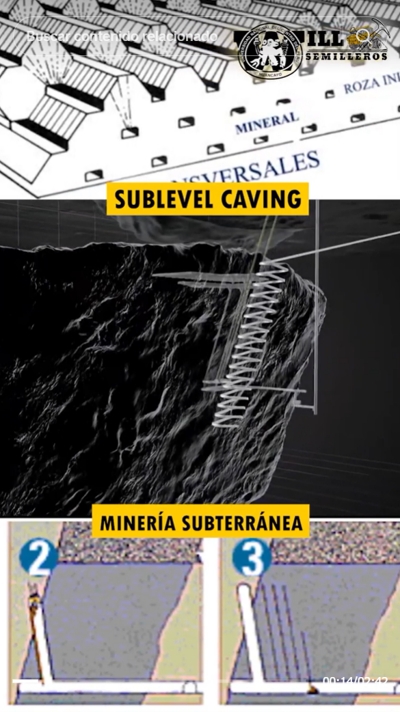 Buscar contenido relacionado
ILL
SEMILLEROS
ROZA IN
MINERAL
NSVERSALES
SUBLEVEL CAVING
MINERÍA SUBTERRÁNEA
2
3
00:14/02:42